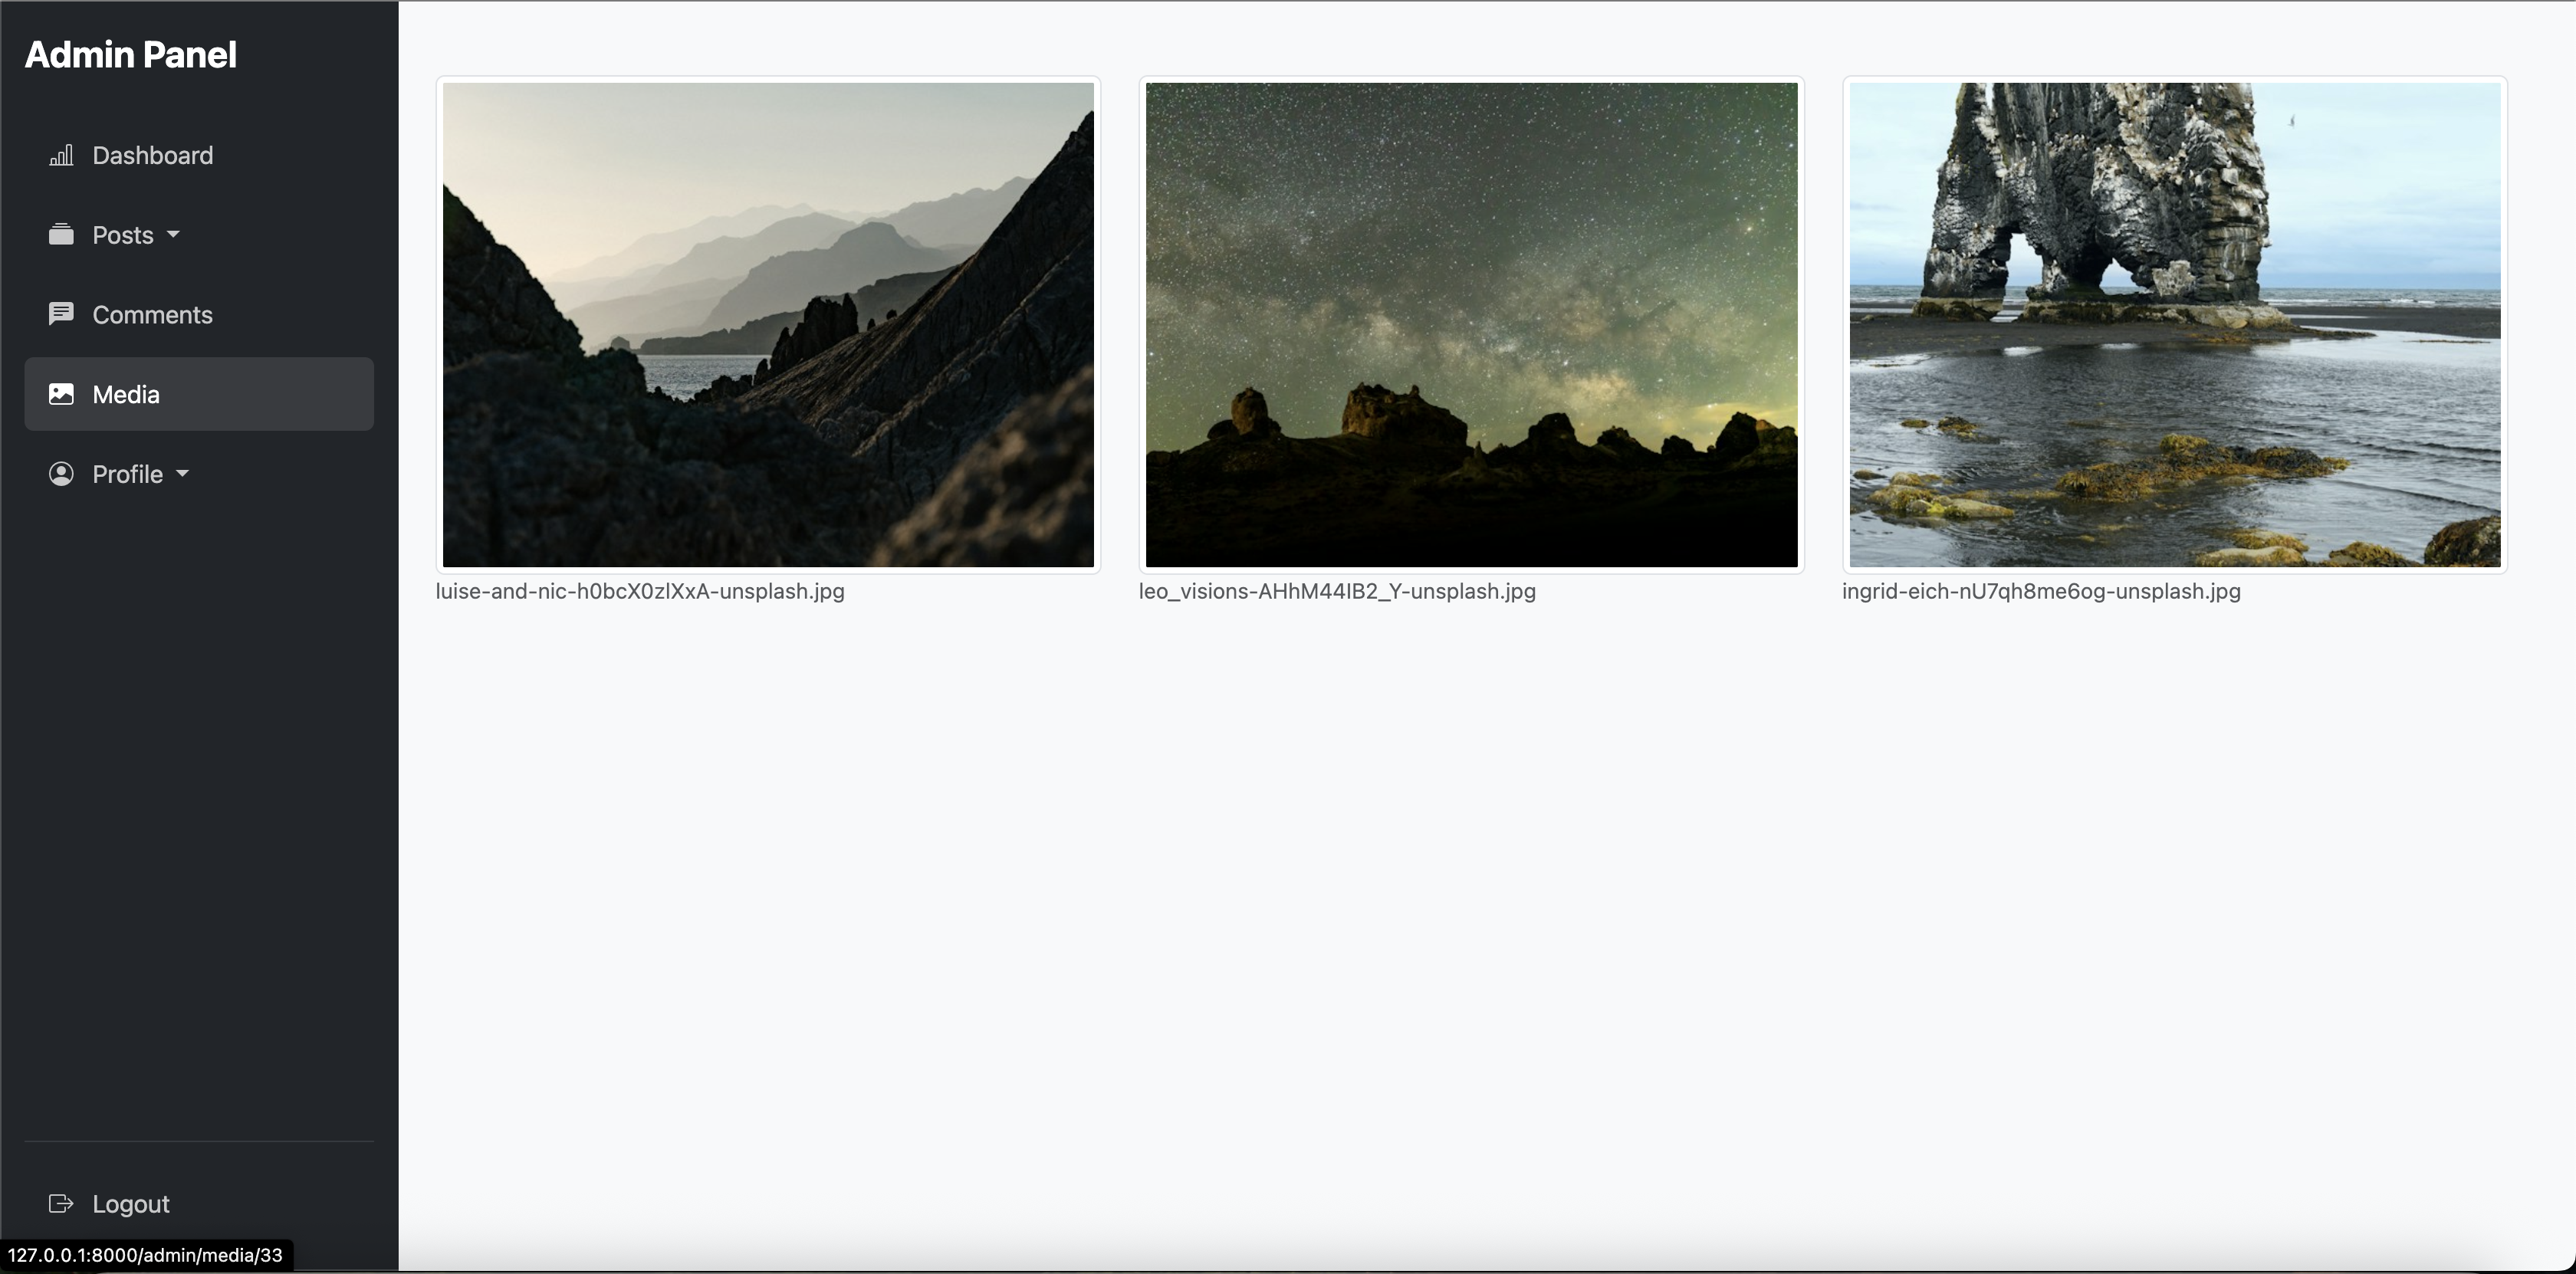 Admin Panel
Dashboard
Posts
Comments
Media
Profile
luise-and-nic-h0bcX0zlXxA-unsplash.jpg
leo_visions-AHhM44IB2_Y-unsplash.jpg
ingrid-eich-nU7qh8me6og-unsplash.jpg
Logout
127.0.0.1:8000/admin/media/33